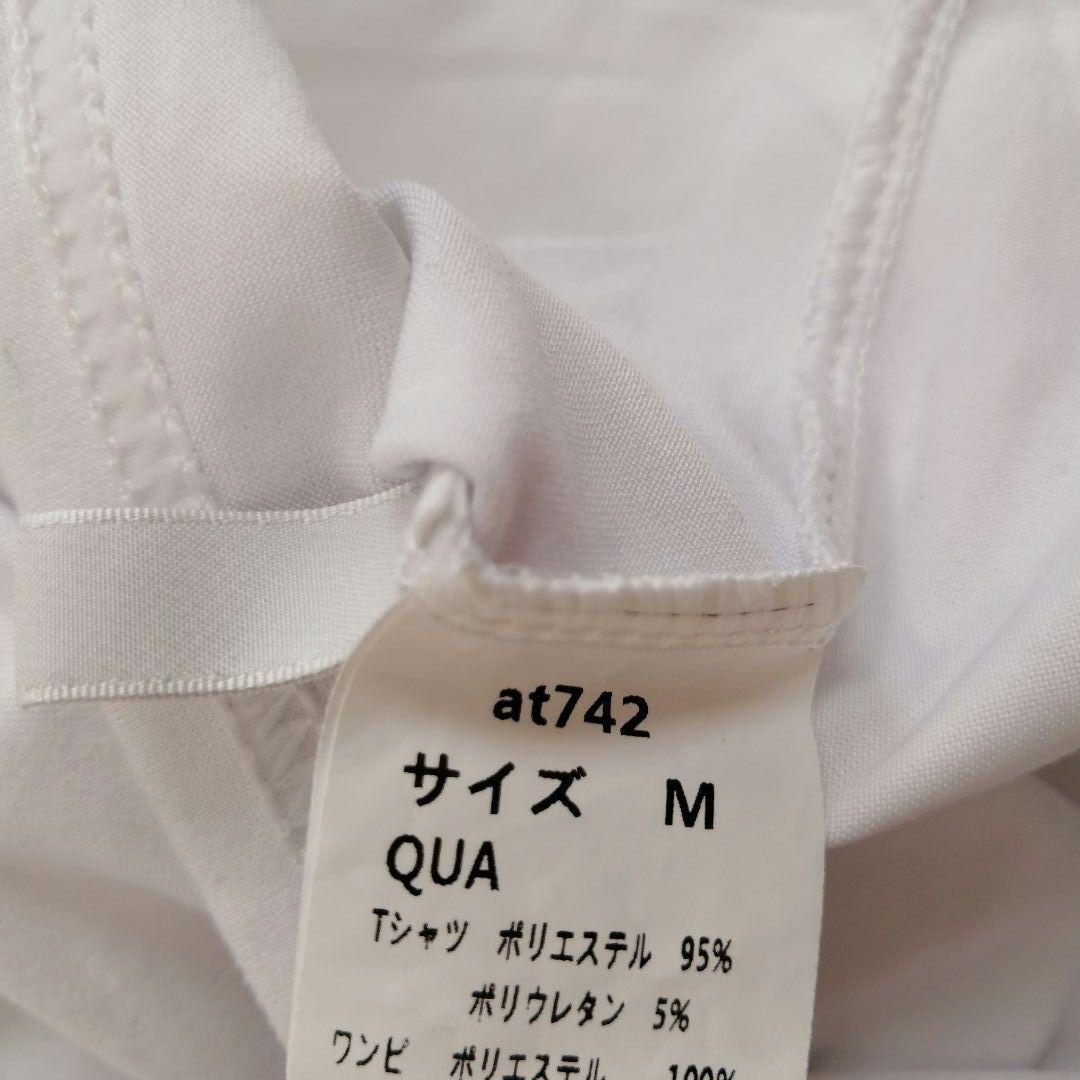 at742
サイズ M
QUA
Tシャツ ポリエステル 95%
ポリウレタン 5%
ワンピ ポリエステル 100%